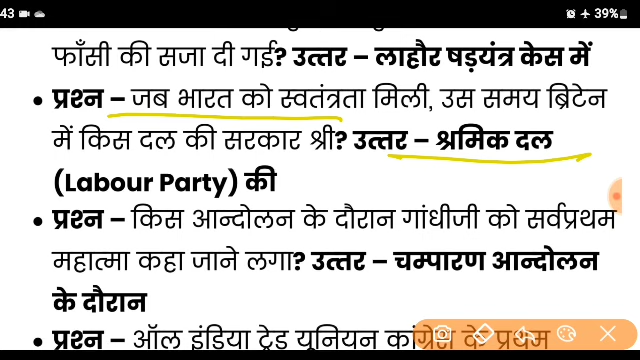 43 39%
फाँसी की सजा दी गई? उत्तर – लाहौर षड़यंत्र केस में
• प्रश्न – जब भारत को स्वतंत्रता मिली, उस समय ब्रिटेन
में किस दल की सरकार श्री? उत्तर – श्रमिक दल
(Labour Party) की
• प्रश्न – किस आन्दोलन के दौरान गांधीजी को सर्वप्रथम
महात्मा कहा जाने लगा? उत्तर – चम्पारण आन्दोलन
के दौरान
• प्रश्न – ऑल इंडिया ट्रेड यूनियन कांग्रेस के प्रथम